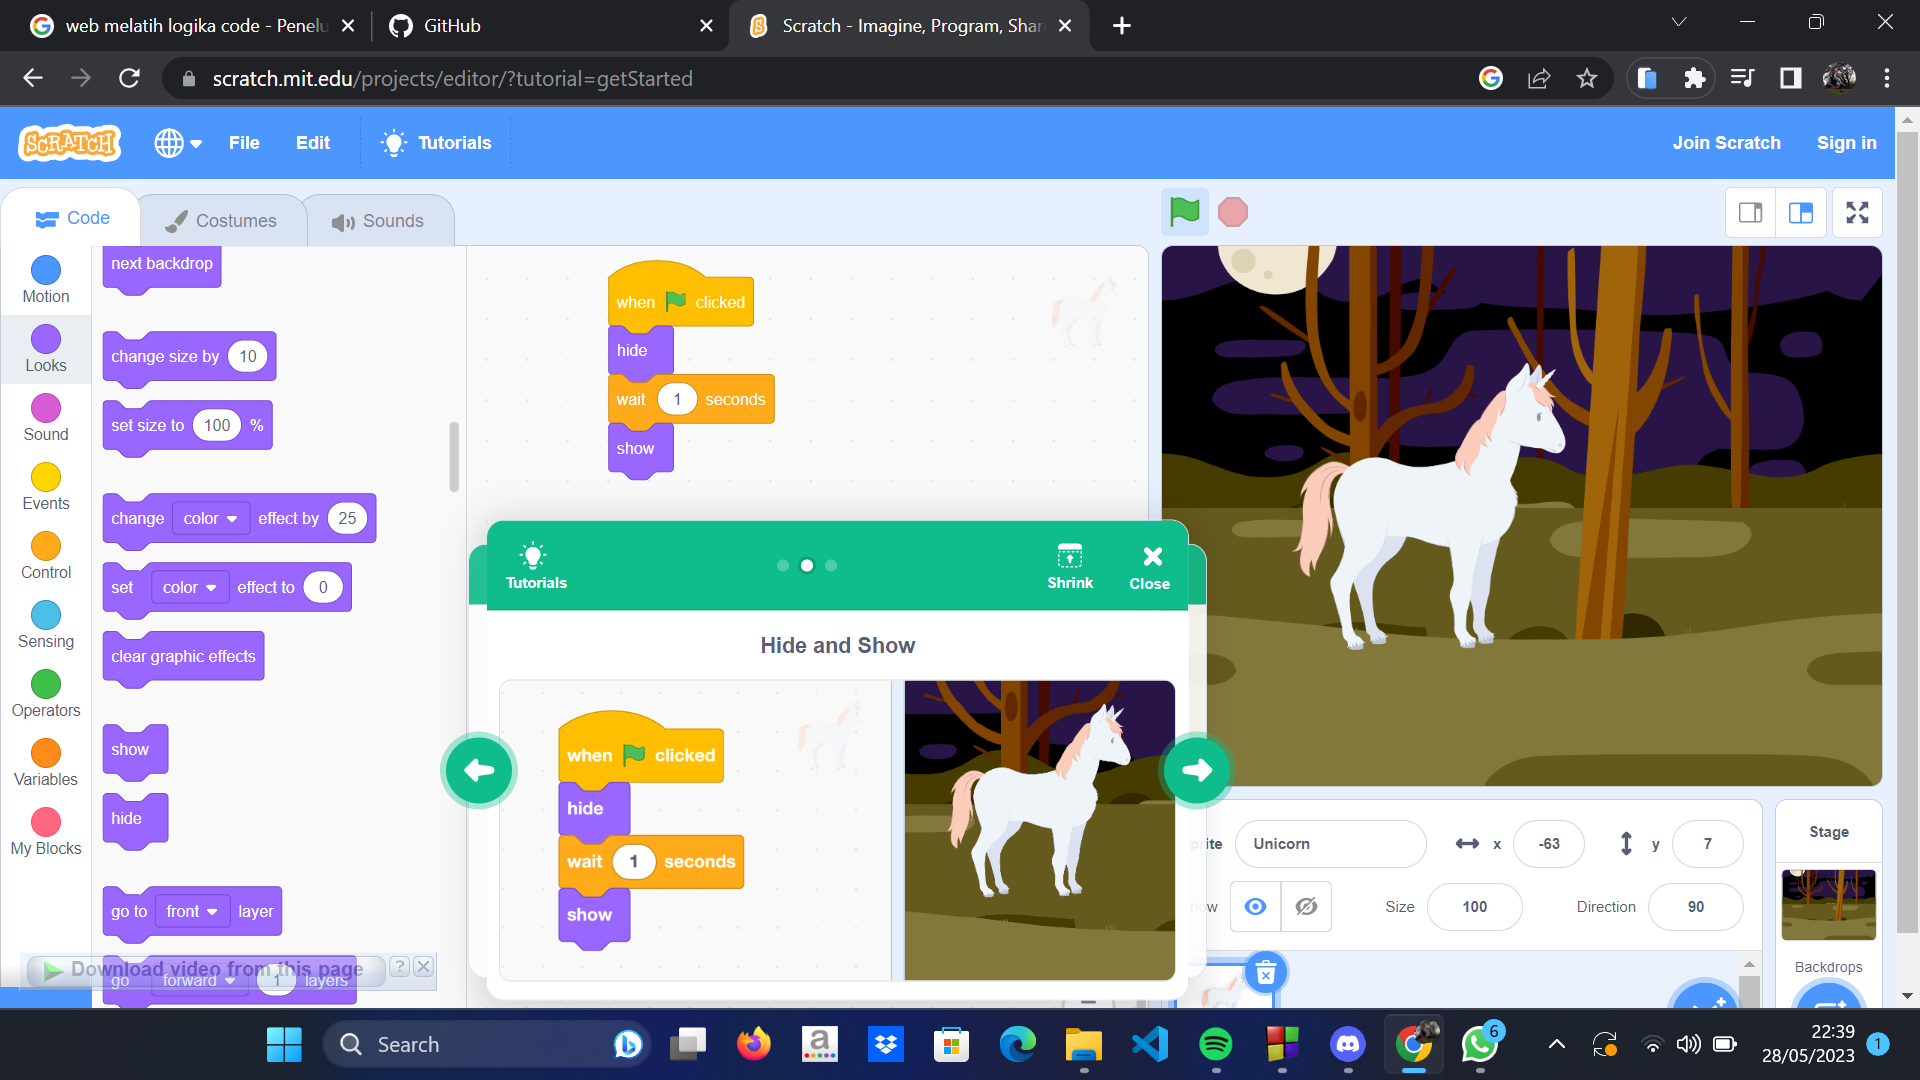 web melatih logika code - Penelu
GitHub
Scratch - Imagine, Program, Shar
scratch.mit.edu/projects/editor/?tutorial=getStarted
SCRATCH
File
Edit
Tutorials
Join Scratch
Sign in
Code
Costumes
Sounds
Motion
Looks
Sound
Events
Control
Sensing
Operators
Variables
My Blocks
next backdrop
change size by 10
set size to 100 %
change color effect by 25
set color effect to 0
clear graphic effects
show
hide
go to front layer
go forward 1 layers
Download video from this page
?
when clicked
hide
wait 1 seconds
show
Tutorials
Shrink
Close
Hide and Show
when clicked
hide
wait 1 seconds
show
rite
Unicorn
x
-63
y
7
ow
Size
100
Direction
90
Stage
Backdrops
Search
a
6
22:39
28/05/2023
1